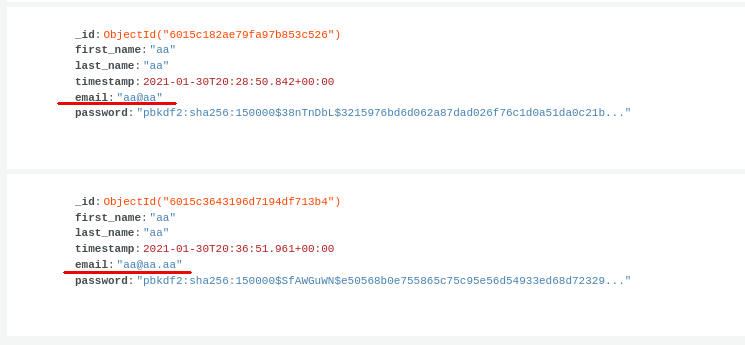 _id: ObjectId("6015c182ae79fa97b853c526")
first_name: "aa"
last_name: "aa"
timestamp: 2021-01-30T20:28:50.842+00:00
email: "aa@aa"
password: "pbkdf2:sha256:150000$38nTnDbL$3215976bd6d062a87dad026f76c1d0a51da0c21b..."
_id: ObjectId("6015c3643196d7194df713b4")
first_name: "aa"
last_name: "aa"
timestamp: 2021-01-30T20:36:51.961+00:00
email: "aa@aa.aa"
password: "pbkdf2:sha256:150000$SfAWGuWN$e50568b0e755865c75c95e56d54933ed68d72329..."